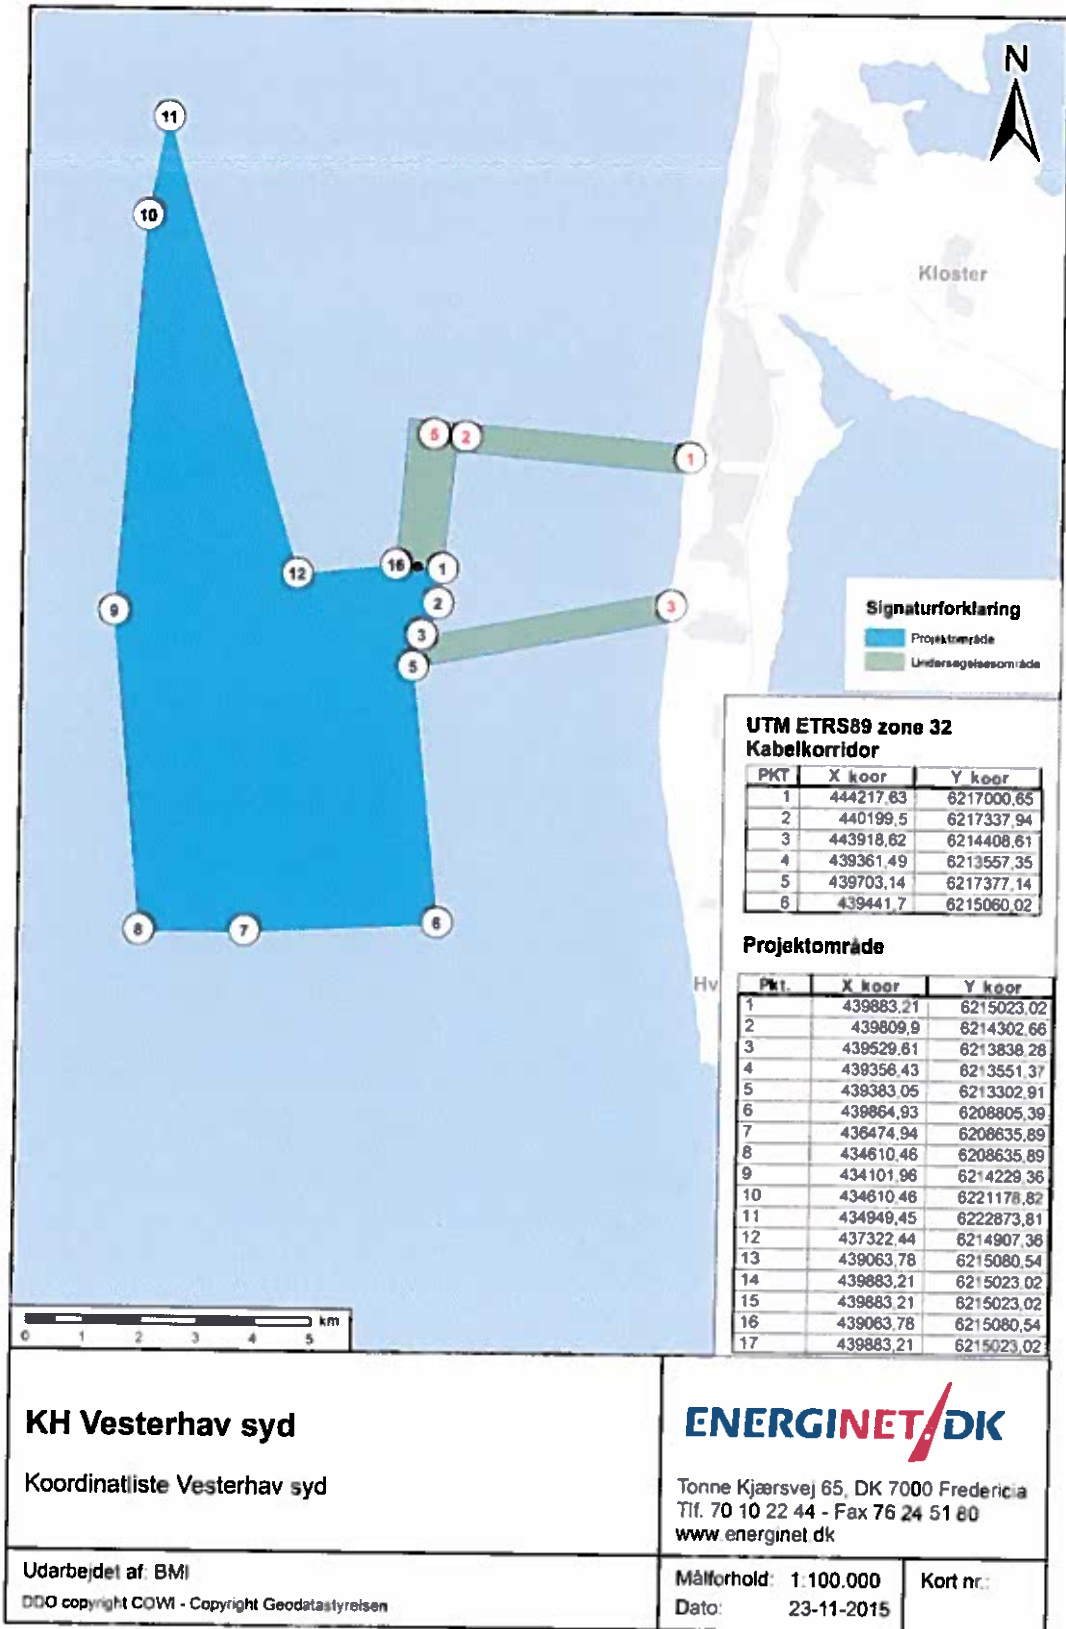 N
11
10
Kloster
5
2
1
12
16
1
9
2
3
3
5
Signaturforklaring
Projektområde
Undersøgelsesområde
8
7
6
Hv
UTM ETRS89 zone 32
Kabelkorridor
PKT X_koor Y_koor
1 444217,63 6217000,65
2 440199,5 6217337,94
3 443918,62 6214408,61
4 439361,49 6213557,35
5 439703,14 6217377,14
6 439441,7 6215060,02
Projektområde
Pkt. X_koor Y_koor
1 439883,21 6215023,02
2 439809,9 6214302,66
3 439529,61 6213838,28
4 439356,43 6213551,37
5 439383,05 6213302,91
6 439864,93 6208805,39
7 436474,94 6208635,89
8 434610,46 6208635,89
9 434101,96 6214229,36
10 434610,46 6221178,82
11 434949,45 6222873,81
12 437322,44 6214907,36
13 439063,78 6215080,54
14 439883,21 6215023,02
15 439883,21 6215023,02
16 439063,78 6215080,54
17 439883,21 6215023,02
km
0 1 2 3 4 5
KH Vesterhav syd
Koordinatliste Vesterhav syd
ENERGINET/DK
Tonne Kjærsvej 65, DK 7000 Fredericia
Tlf. 70 10 22 44 - Fax 76 24 51 80
www.energinet.dk
Udarbejdet af: BMI
DDO copyright COWI - Copyright Geodatastyrelsen
Målforhold: 1:100.000
Dato: 23-11-2015
Kort nr.: